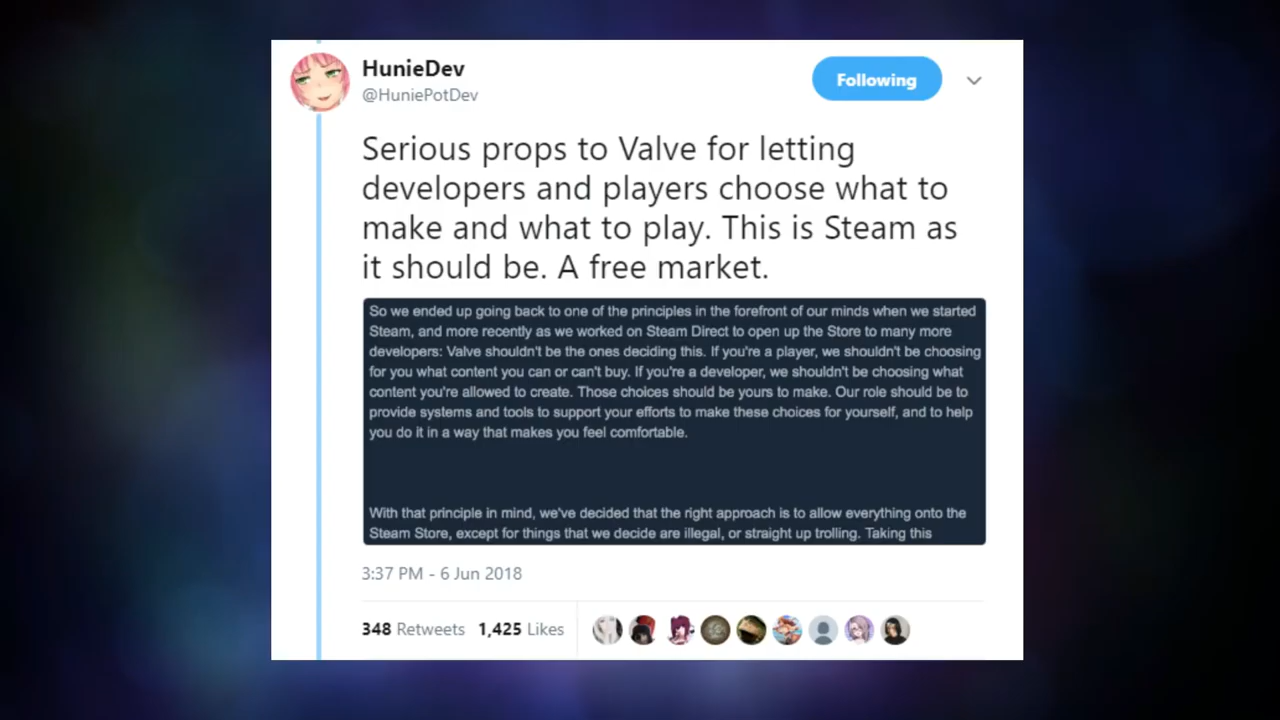 HunieDev
@HuniePotDev
Following
Serious props to Valve for letting
developers and players choose what to
make and what to play. This is Steam as
it should be. A free market.
So we ended up going back to one of the principles in the forefront of our minds when we started
Steam, and more recently as we worked on Steam Direct to open up the Store to many more
developers: Valve shouldn't be the ones deciding this. If you're a player, we shouldn't be choosing
for you what content you can or can't buy. If you're a developer, we shouldn't be choosing what
content you're allowed to create. Those choices should be yours to make. Our role should be to
provide systems and tools to support your efforts to make these choices for yourself, and to help
you do it in a way that makes you feel comfortable.
With that principle in mind, we've decided that the right approach is to allow everything onto the
Steam Store, except for things that we decide are illegal, or straight up trolling. Taking this
3:37 PM - 6 Jun 2018
348 Retweets 1,425 Likes